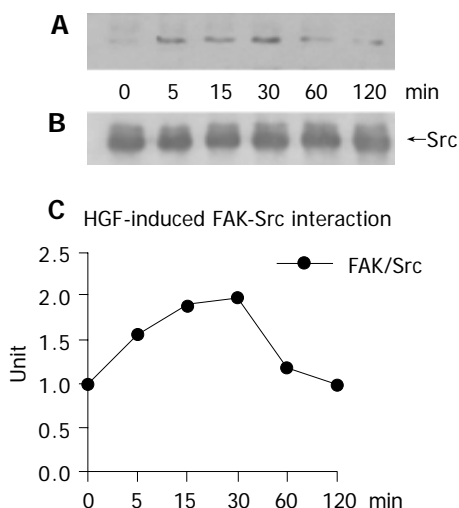 A
0 5 15 30 60 120 min
B
←Src
C HGF-induced FAK-Src interaction
2.5
FAK/Src
2.0
1.5
Unit
1.0
0.5
0.0
0 5 15 30 60 120 min